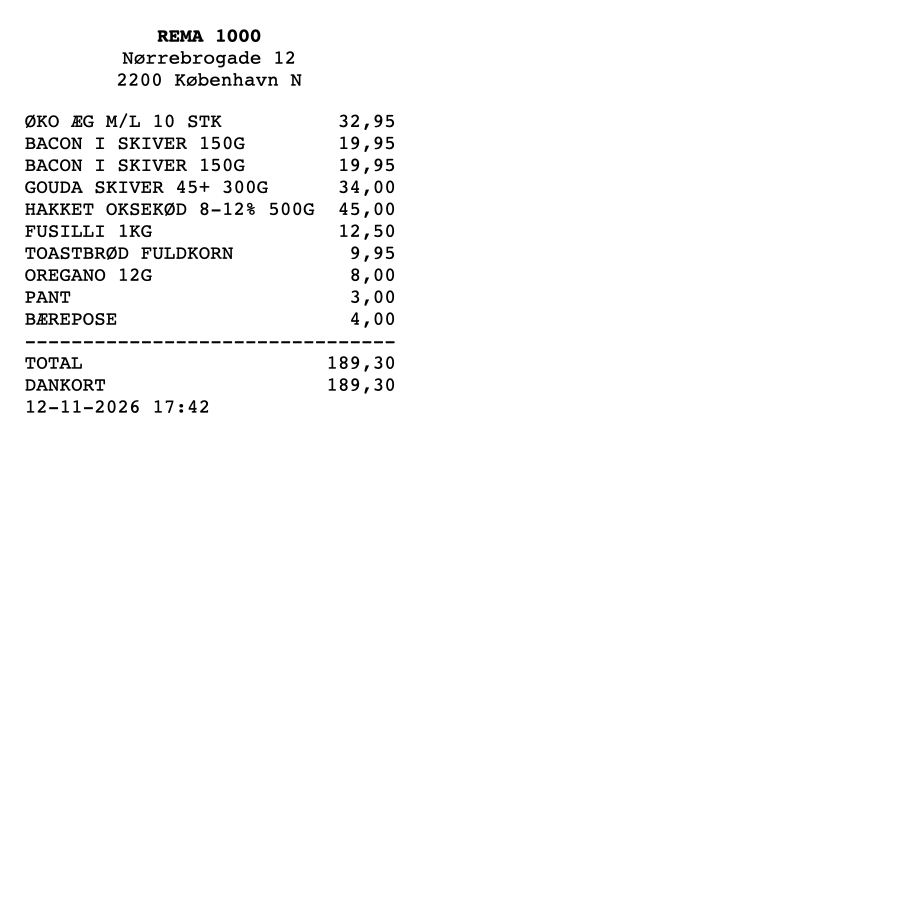 REMA 1000
Nørrebrogade 12
2200 København N
ØKO ÆG M/L 10 STK 32,95
BACON I SKIVER 150G 19,95
BACON I SKIVER 150G 19,95
GOUDA SKIVER 45+ 300G 34,00
HAKKET OKSEKØD 8-12% 500G 45,00
FUSILLI 1KG 12,50
TOASTBRØD FULDKORN 9,95
OREGANO 12G 8,00
PANT 3,00
BÆREPOSE 4,00
--------------------------------
TOTAL 189,30
DANKORT 189,30
12-11-2026 17:42